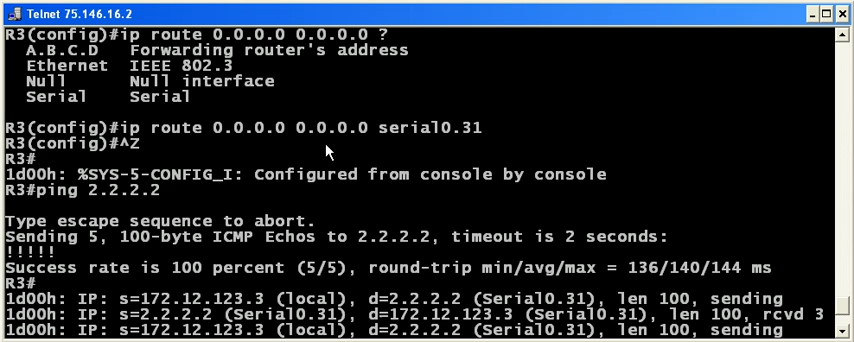 Telnet 75.146.16.2
R3(config)#ip route 0.0.0.0 0.0.0.0 ?
A.B.C.D Forwarding router's address
Ethernet IEEE 802.3
Null Null interface
Serial Serial
R3(config)#ip route 0.0.0.0 0.0.0.0 serial0.31
R3(config)#^Z
R3#
1d00h: %SYS-5-CONFIG_I: Configured from console by console
R3#ping 2.2.2.2
Type escape sequence to abort.
Sending 5, 100-byte ICMP Echos to 2.2.2.2, timeout is 2 seconds:
!!!!!
Success rate is 100 percent (5/5), round-trip min/avg/max = 136/140/144 ms
R3#
1d00h: IP: s=172.12.123.3 (local), d=2.2.2.2 (Serial0.31), len 100, sending
1d00h: IP: s=2.2.2.2 (Serial0.31), d=172.12.123.3 (Serial0.31), len 100, rcvd 3
1d00h: IP: s=172.12.123.3 (local), d=2.2.2.2 (Serial0.31), len 100, sending